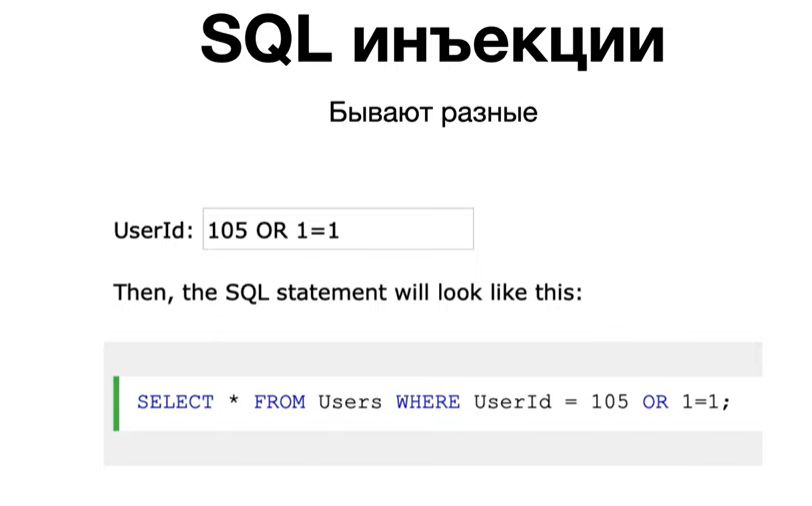 SQL инъекции
Бывают разные
UserId: 105 OR 1=1
Then, the SQL statement will look like this:
SELECT * FROM Users WHERE UserId = 105 OR 1=1;